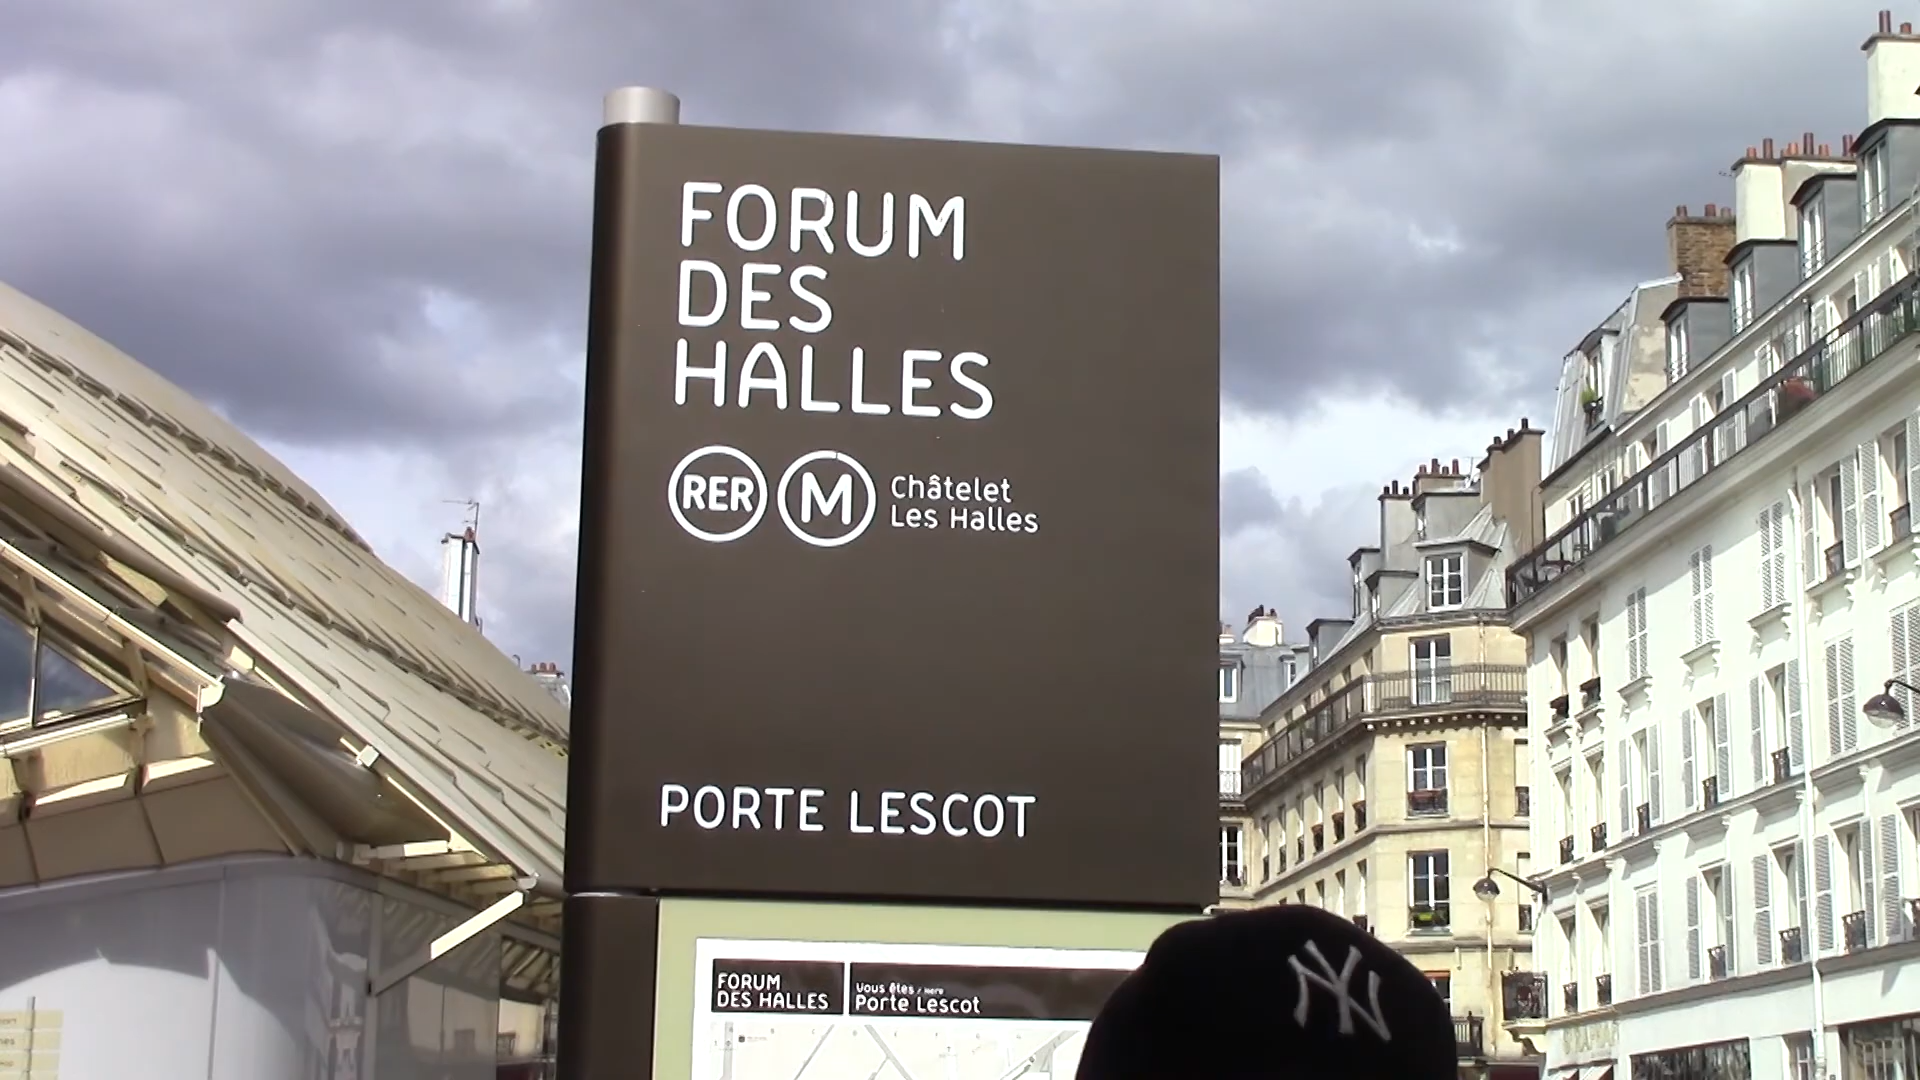 FORUM
DES
HALLES
RER M Châtelet
Les Halles
PORTE LESCOT
FORUM
DES HALLES
Vous êtes / Here
Porte Lescot
NY